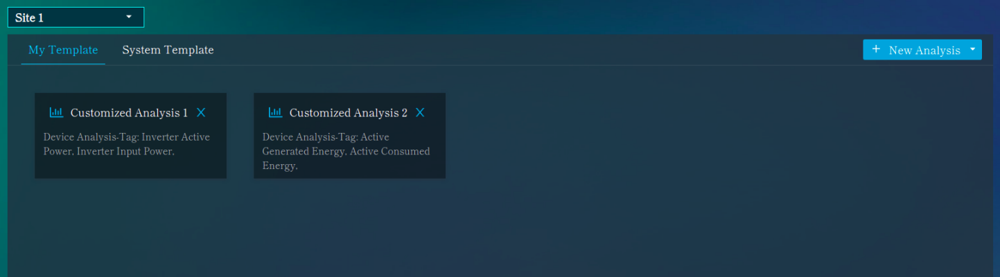 Site 1
My Template
System Template
+ New Analysis
Customized Analysis 1 X
Device Analysis-Tag: Inverter Active
Power, Inverter Input Power.
Customized Analysis 2 X
Device Analysis-Tag: Active
Generated Energy, Active Consumed
Energy.